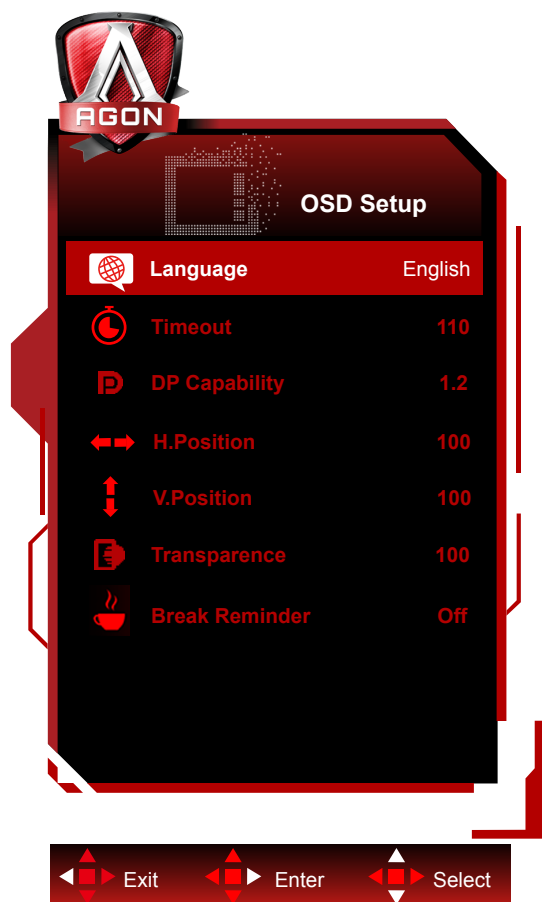 AGON
OSD Setup
Language English
Timeout 110
DP Capability 1.2
H.Position 100
V.Position 100
Transparence 100
Break Reminder Off
Exit Enter Select